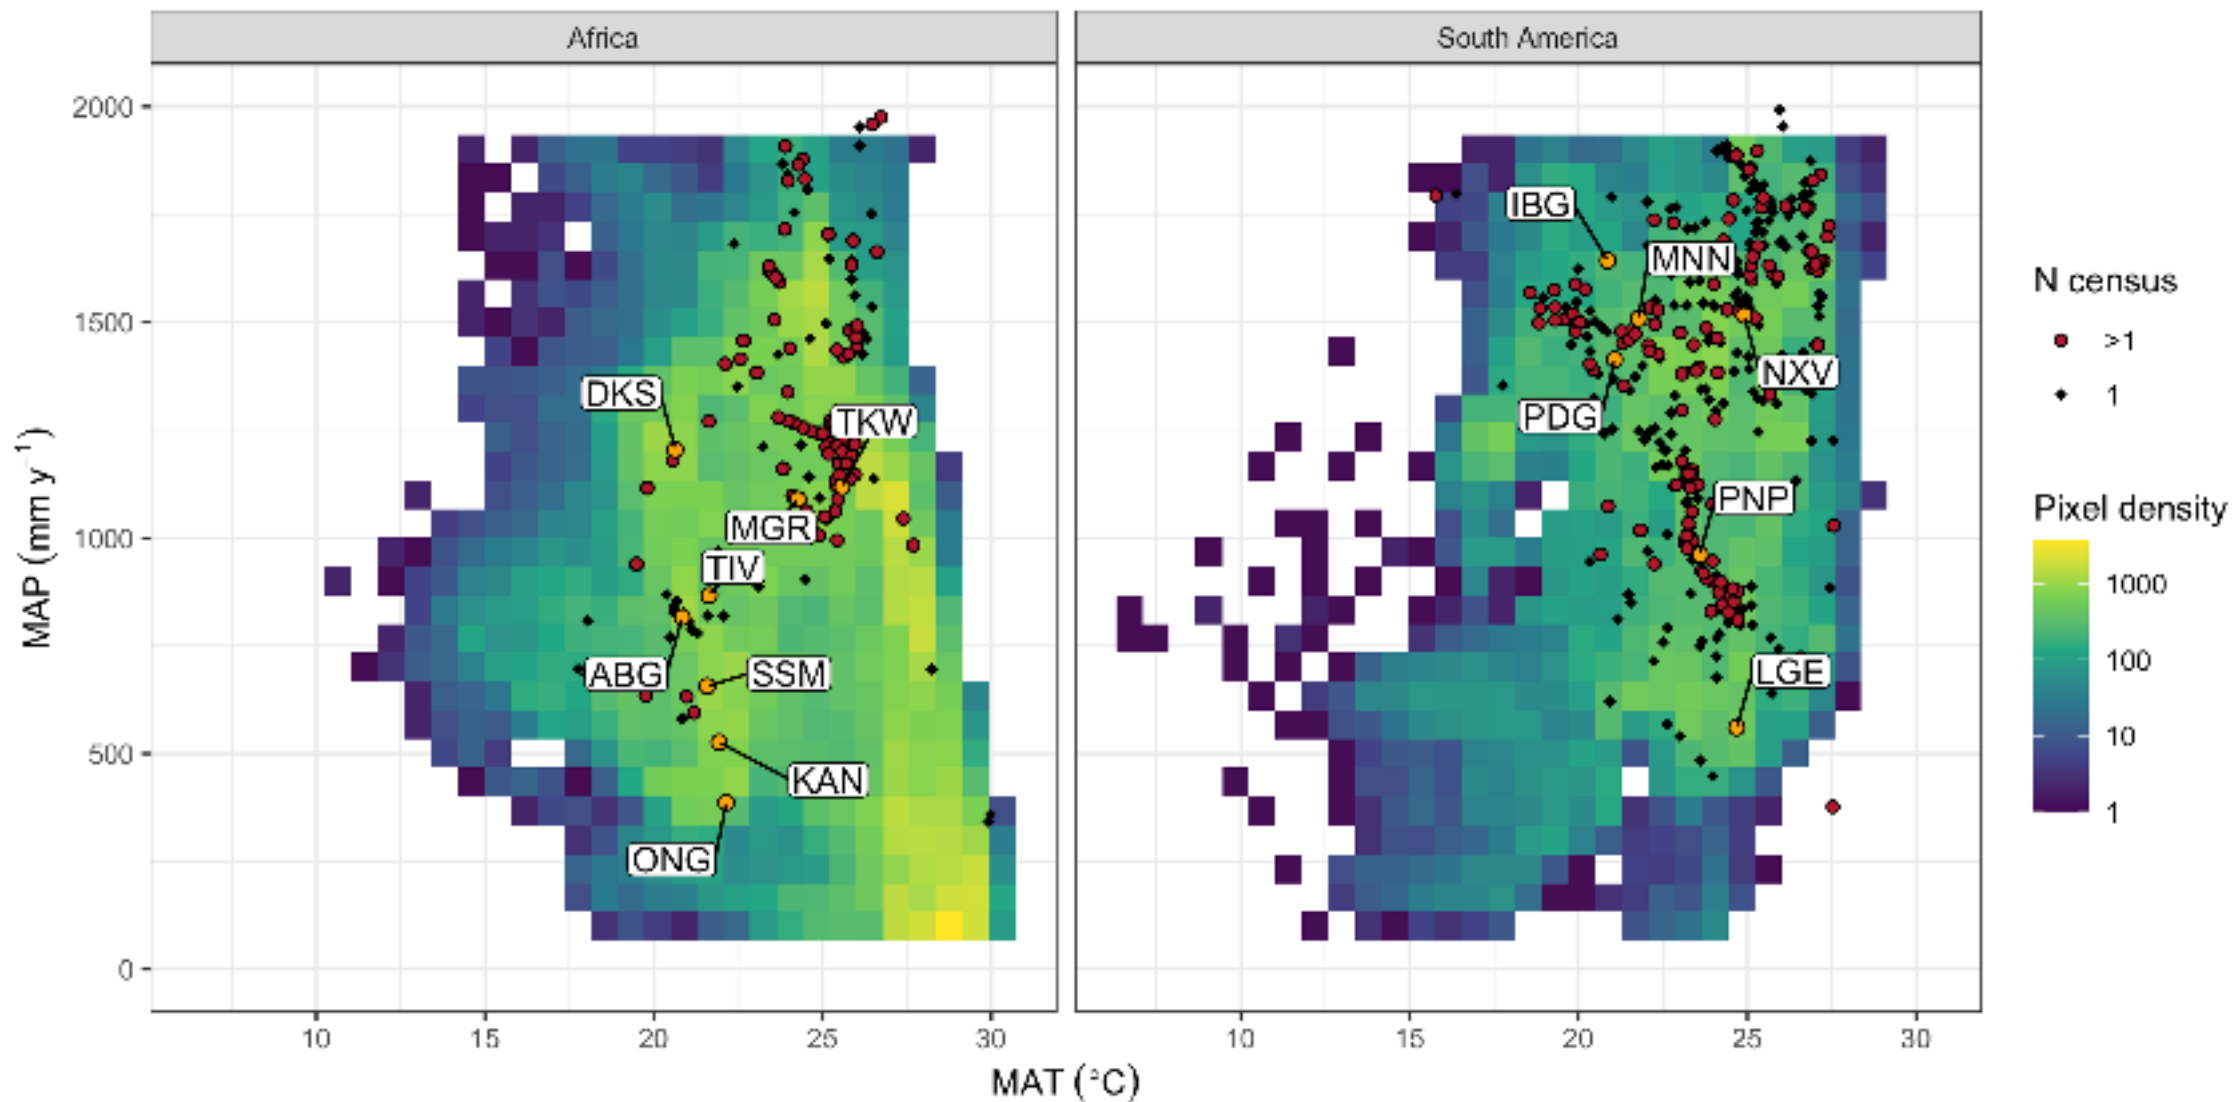 Africa
South America
2000
1500
1000
500
0
MAP (mm y⁻¹)
DKS
TKW
MGR
TIV
ABG
SSM
KAN
ONG
IBG
MNN
NXV
PDG
PNP
LGE
10
15
20
25
30
10
15
20
25
30
MAT (°C)
N census
>1
1
Pixel density
1000
100
10
1